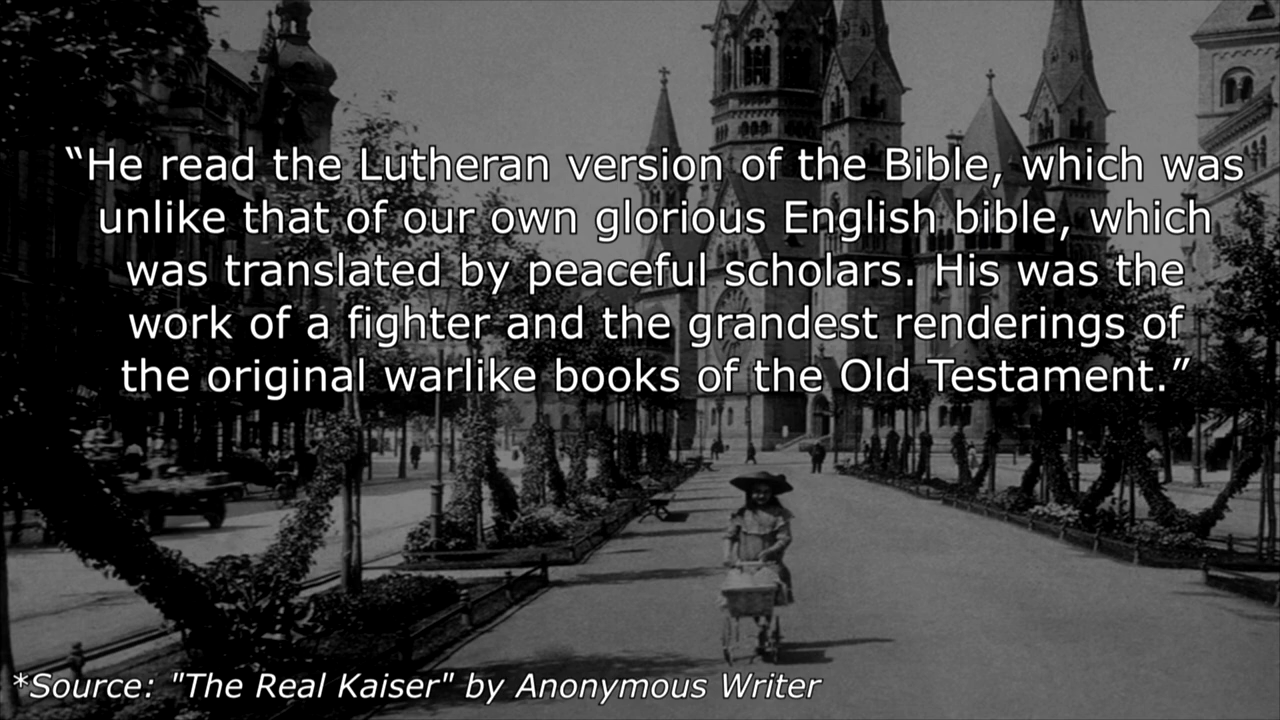 “He read the Lutheran version of the Bible, which was
unlike that of our own glorious English bible, which
was translated by peaceful scholars. His was the
work of a fighter and the grandest renderings of
the original warlike books of the Old Testament.”
*Source: "The Real Kaiser" by Anonymous Writer